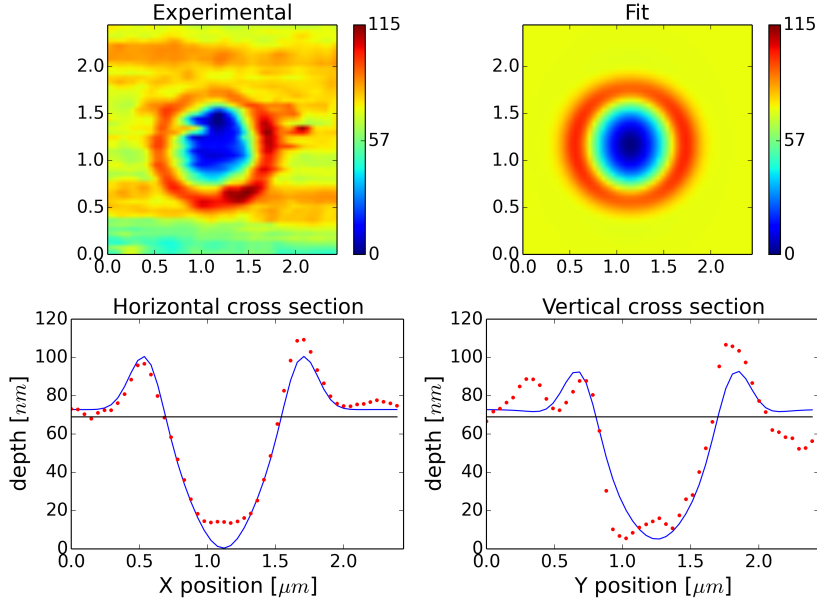 Experimental
Fit
2.0
1.5
1.0
0.5
0.0
0.0 0.5 1.0 1.5 2.0
115
57
0
2.0
1.5
1.0
0.5
0.0
0.0 0.5 1.0 1.5 2.0
115
57
0
Horizontal cross section
120
100
80
60
40
20
0
depth [nm]
0.0 0.5 1.0 1.5 2.0
X position [μm]
Vertical cross section
120
100
80
60
40
20
0
depth [nm]
0.0 0.5 1.0 1.5 2.0
Y position [μm]